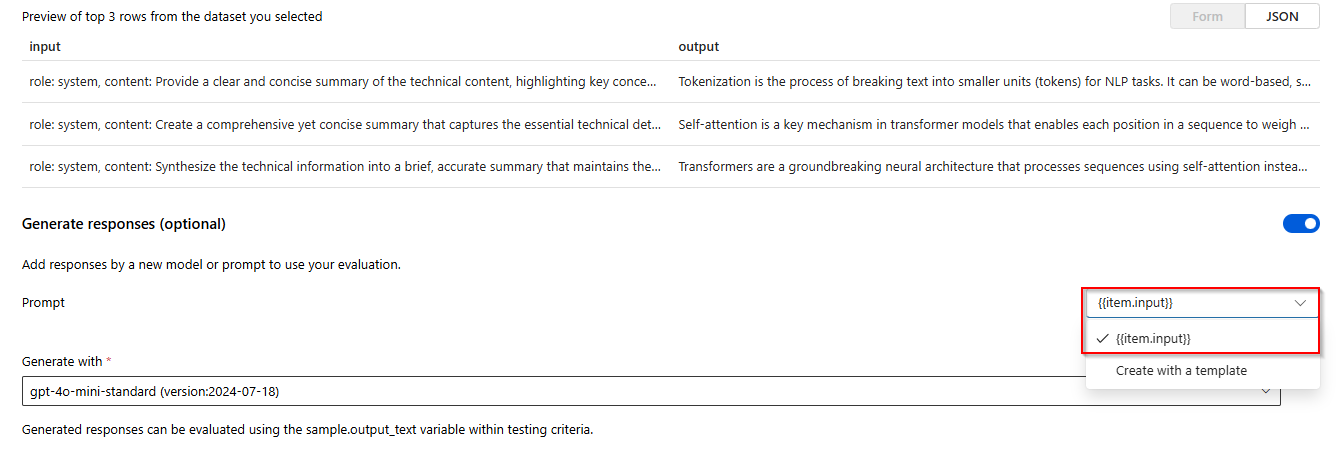 Preview of top 3 rows from the dataset you selected
Form JSON
input output
role: system, content: Provide a clear and concise summary of the technical content, highlighting key conce... Tokenization is the process of breaking text into smaller units (tokens) for NLP tasks. It can be word-based, s...
role: system, content: Create a comprehensive yet concise summary that captures the essential technical det... Self-attention is a key mechanism in transformer models that enables each position in a sequence to weigh ...
role: system, content: Synthesize the technical information into a brief, accurate summary that maintains the... Transformers are a groundbreaking neural architecture that processes sequences using self-attention instea...
Generate responses (optional)
Add responses by a new model or prompt to use your evaluation.
Prompt {{item.input}}
{{item.input}}
Create with a template
Generate with *
gpt-4o-mini-standard (version:2024-07-18)
Generated responses can be evaluated using the sample.output_text variable within testing criteria.